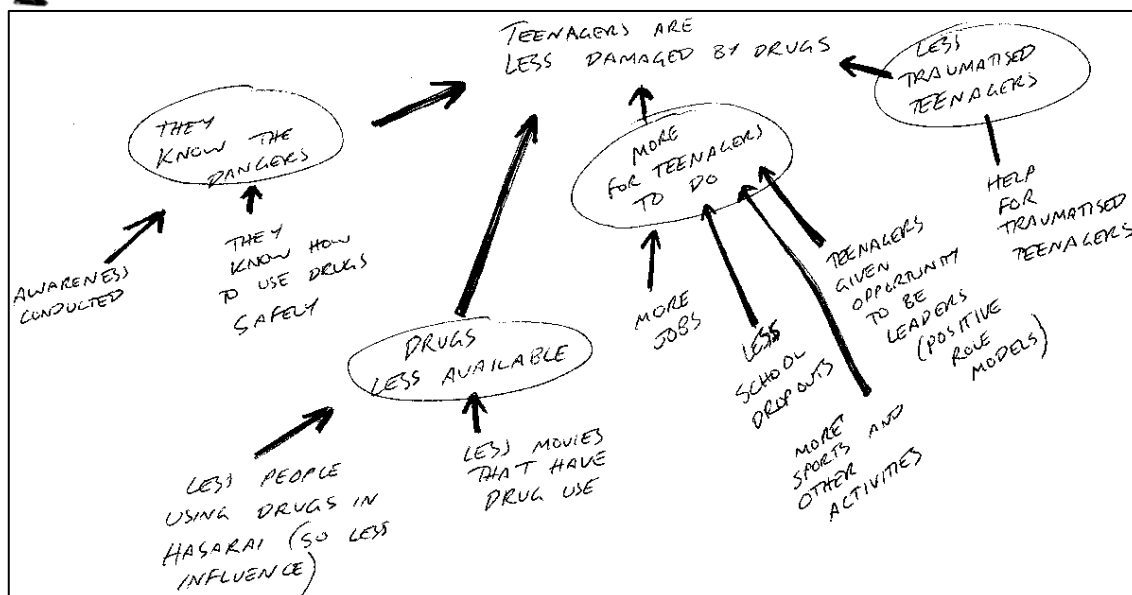 TEENAGERS ARE
LESS DAMAGED BY DRUGS
LESS
TRAUMATISED
TEENAGERS
THEY
KNOW THE
DANGERS
MORE
FOR TEENAGERS
TO DO
HELP
FOR
TRAUMATISED
TEENAGERS
AWARENESS
CONDUCTED
THEY
KNOW HOW
TO USE DRUGS
SAFELY
MORE
JOBS
LESS
SCHOOL
DROPOUTS
MORE
SPORTS AND
OTHER
ACTIVITIES
TEENAGERS
GIVEN
OPPORTUNITY
TO BE
LEADERS
(POSITIVE
ROLE
MODELS)
DRUGS
LESS AVAILABLE
LESS PEOPLE
USING DRUGS IN
HASARAI (SO LESS
INFLUENCE)
LESS MOVIES
THAT HAVE
DRUG USE